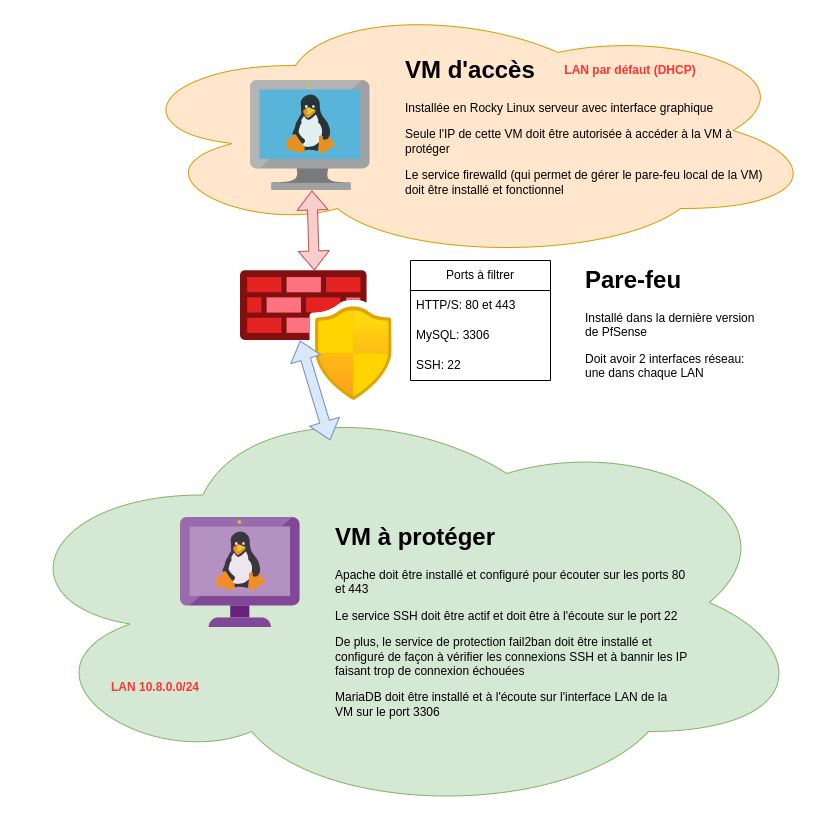 VM d'accès
LAN par défaut (DHCP)
Installée en Rocky Linux serveur avec interface graphique
Seule l'IP de cette VM doit être autorisée à accéder à la VM à
protéger
Le service firewalld (qui permet de gérer le pare-feu local de la VM)
doit être installé et fonctionnel
Ports à filtrer
HTTP/S: 80 et 443
MySQL: 3306
SSH: 22
Pare-feu
Installé dans la dernière version
de PfSense
Doit avoir 2 interfaces réseau:
une dans chaque LAN
VM à protéger
Apache doit être installé et configuré pour écouter sur les ports 80
et 443
Le service SSH doit être actif et doit être à l'écoute sur le port 22
De plus, le service de protection fail2ban doit être installé et
configuré de façon à vérifier les connexions SSH et à bannir les IP
faisant trop de connexion échouées
LAN 10.8.0.0/24
MariaDB doit être installé et à l'écoute sur l'interface LAN de la
VM sur le port 3306